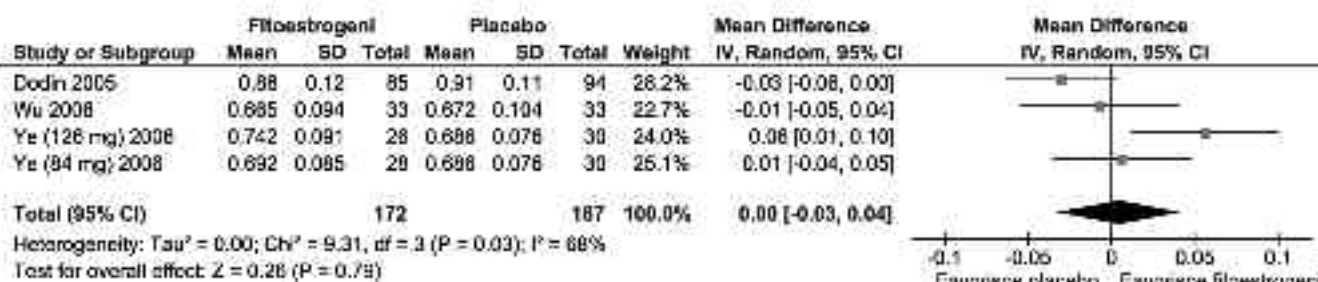 Fitoestrogeni Placebo Mean Difference Mean Difference
Study or Subgroup Mean SD Total Mean SD Total Weight IV, Random, 95% CI IV, Random, 95% CI
Dodin 2005 0.88 0.12 85 0.91 0.11 94 28.2% -0.03 [-0.06, 0.00]
Wu 2006 0.665 0.094 33 0.672 0.104 33 22.7% -0.01 [-0.05, 0.04]
Ye (126 mg) 2006 0.742 0.091 26 0.686 0.076 30 24.0% 0.06 [0.01, 0.10]
Ye (84 mg) 2006 0.692 0.085 28 0.686 0.076 30 25.1% 0.01 [-0.04, 0.05]
Total (95% CI) 172 187 100.0% 0.00 [-0.03, 0.04]
Heterogeneity: Tau² = 0.00; Chi² = 9.31, df = 3 (P = 0.03); I² = 68%
Test for overall effect: Z = 0.26 (P = 0.79)
-0.1 -0.05 0 0.05 0.1
Favorisce placebo Favorisce fitoestrogeni